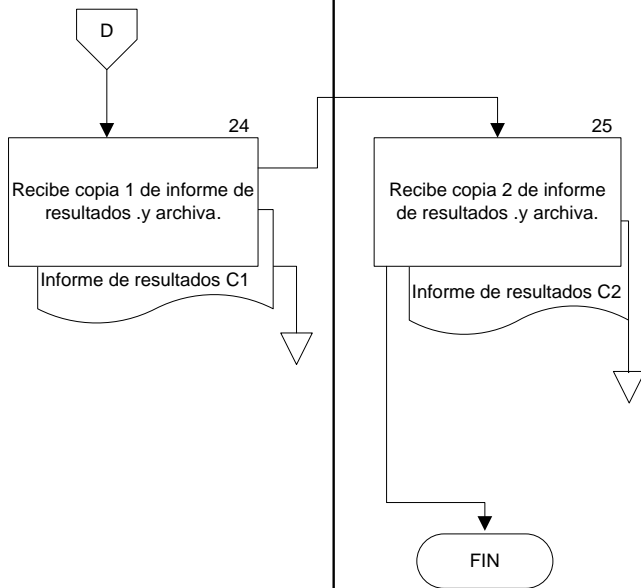 D
24
Recibe copia 1 de informe de
resultados .y archiva.
Informe de resultados C1
25
Recibe copia 2 de informe
de resultados .y archiva.
Informe de resultados C2
FIN